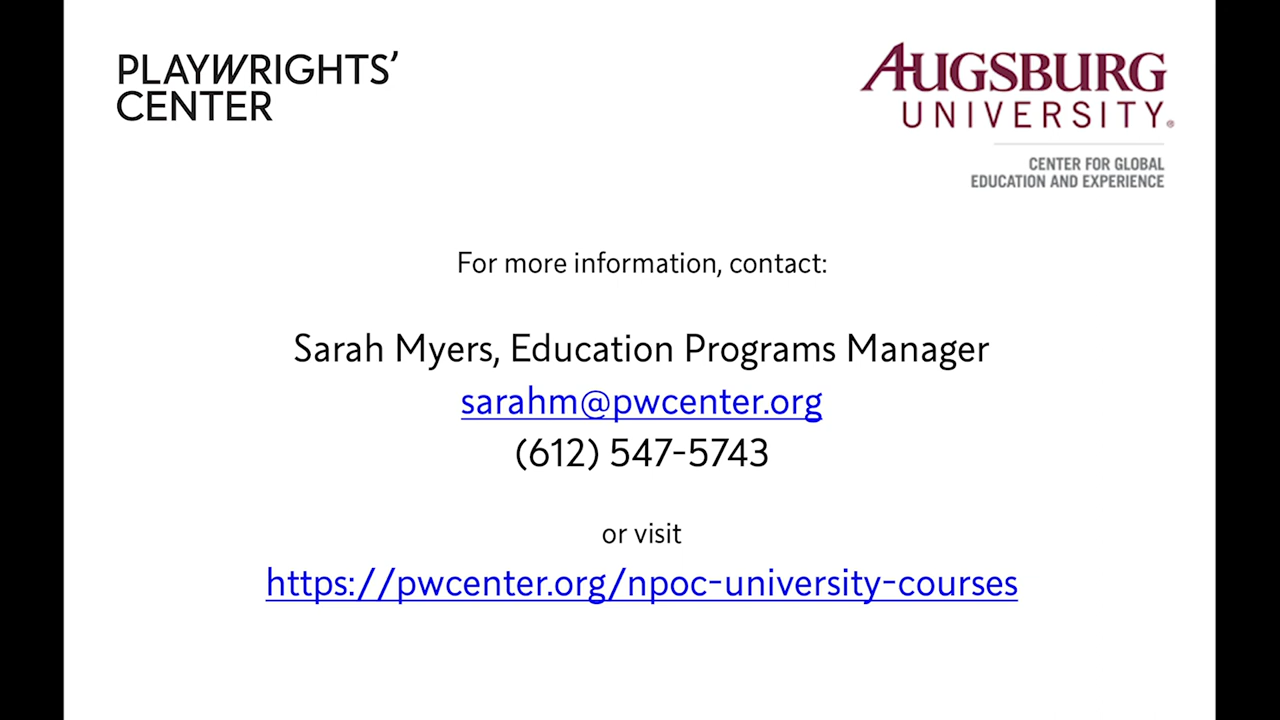 PLAYWRIGHTS’
CENTER
AUGSBURG
UNIVERSITY®
CENTER FOR GLOBAL
EDUCATION AND EXPERIENCE
For more information, contact:
Sarah Myers, Education Programs Manager
sarahm@pwcenter.org
(612) 547-5743
or visit
https://pwcenter.org/npoc-university-courses